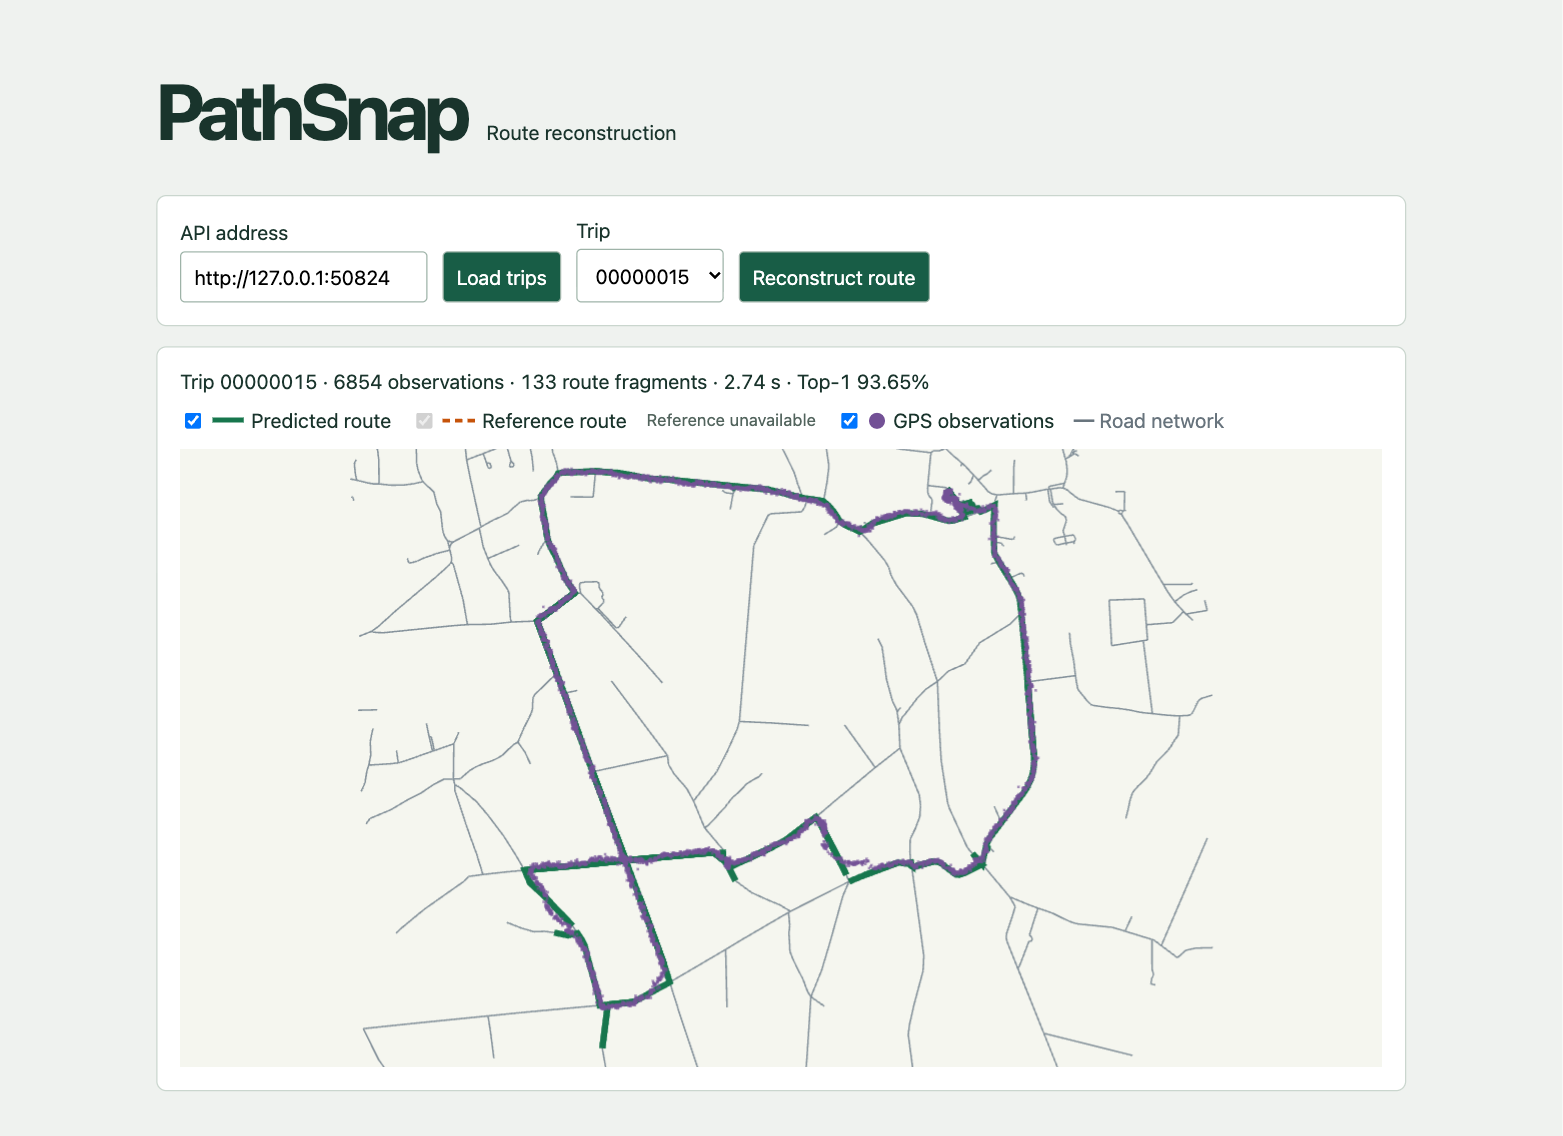 PathSnap Route reconstruction
API address
Trip
http://127.0.0.1:50824
Load trips
00000015
Reconstruct route
Trip 00000015 · 6854 observations · 133 route fragments · 2.74 s · Top-1 93.65%
Predicted route
Reference route
Reference unavailable
GPS observations
Road network